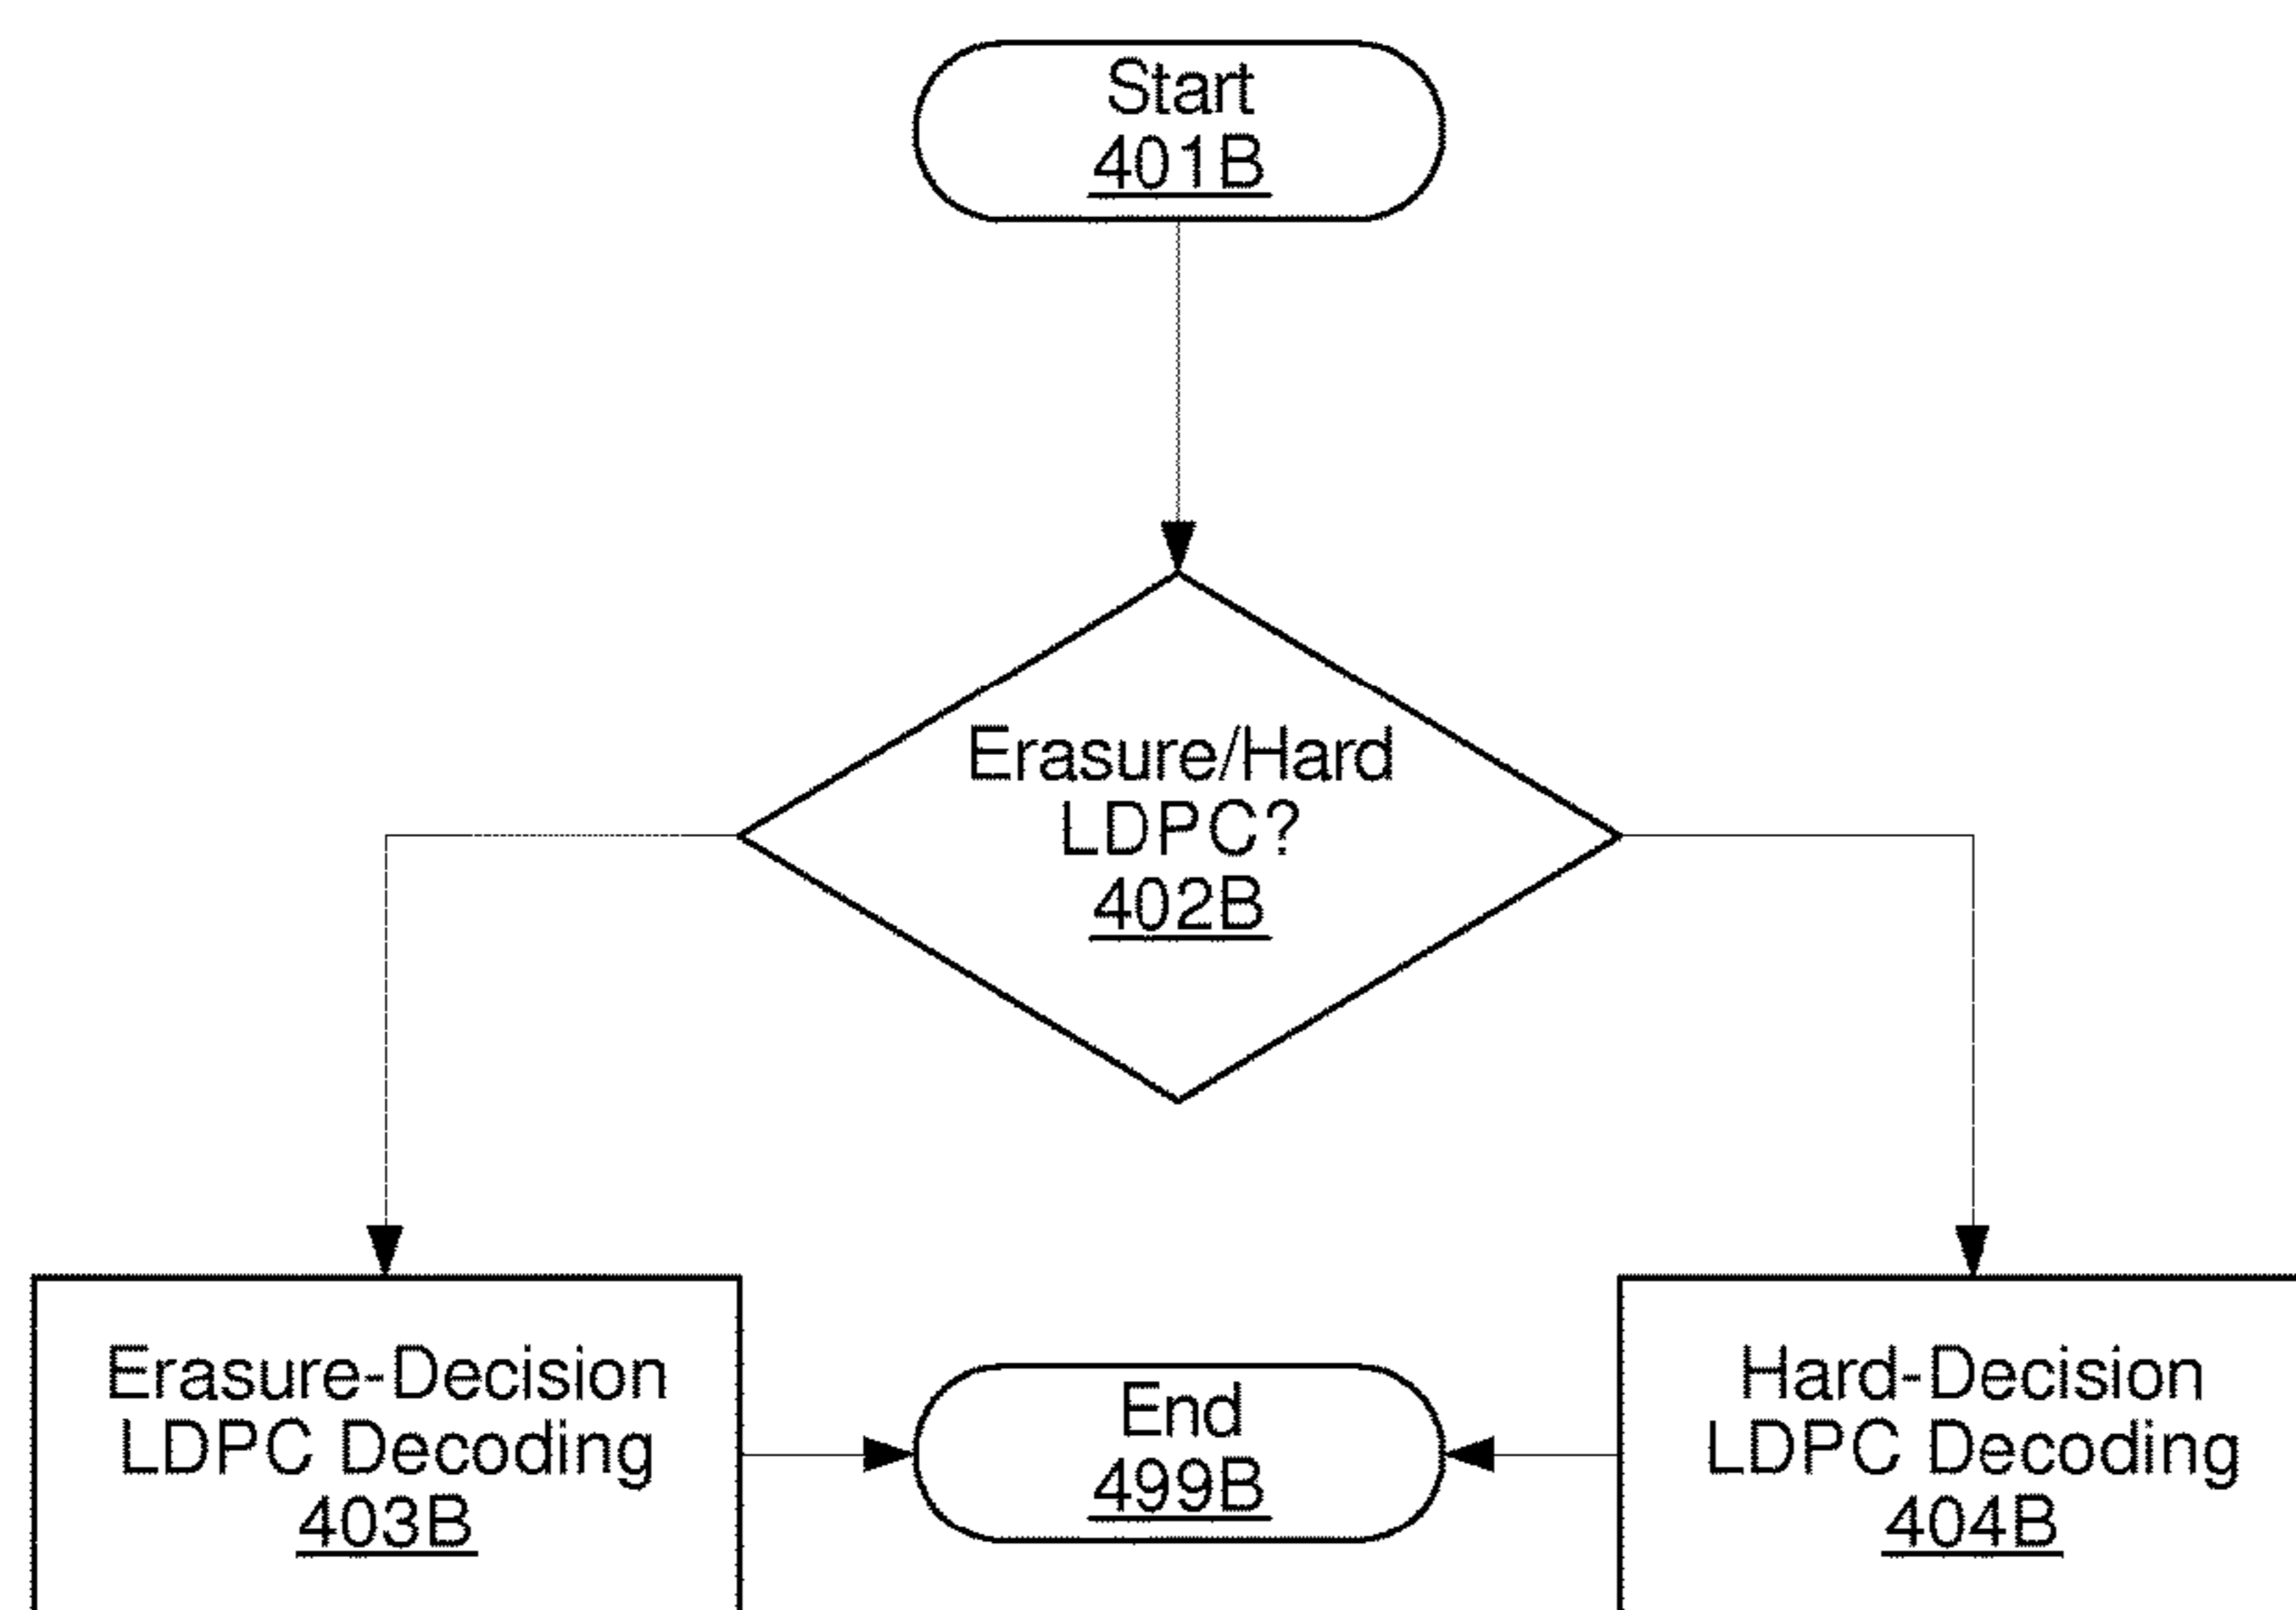 Start
401B
Erasure/Hard
LDPC?
402B
Erasure-Decision
LDPC Decoding
403B
End
499B
Hard-Decision
LDPC Decoding
404B